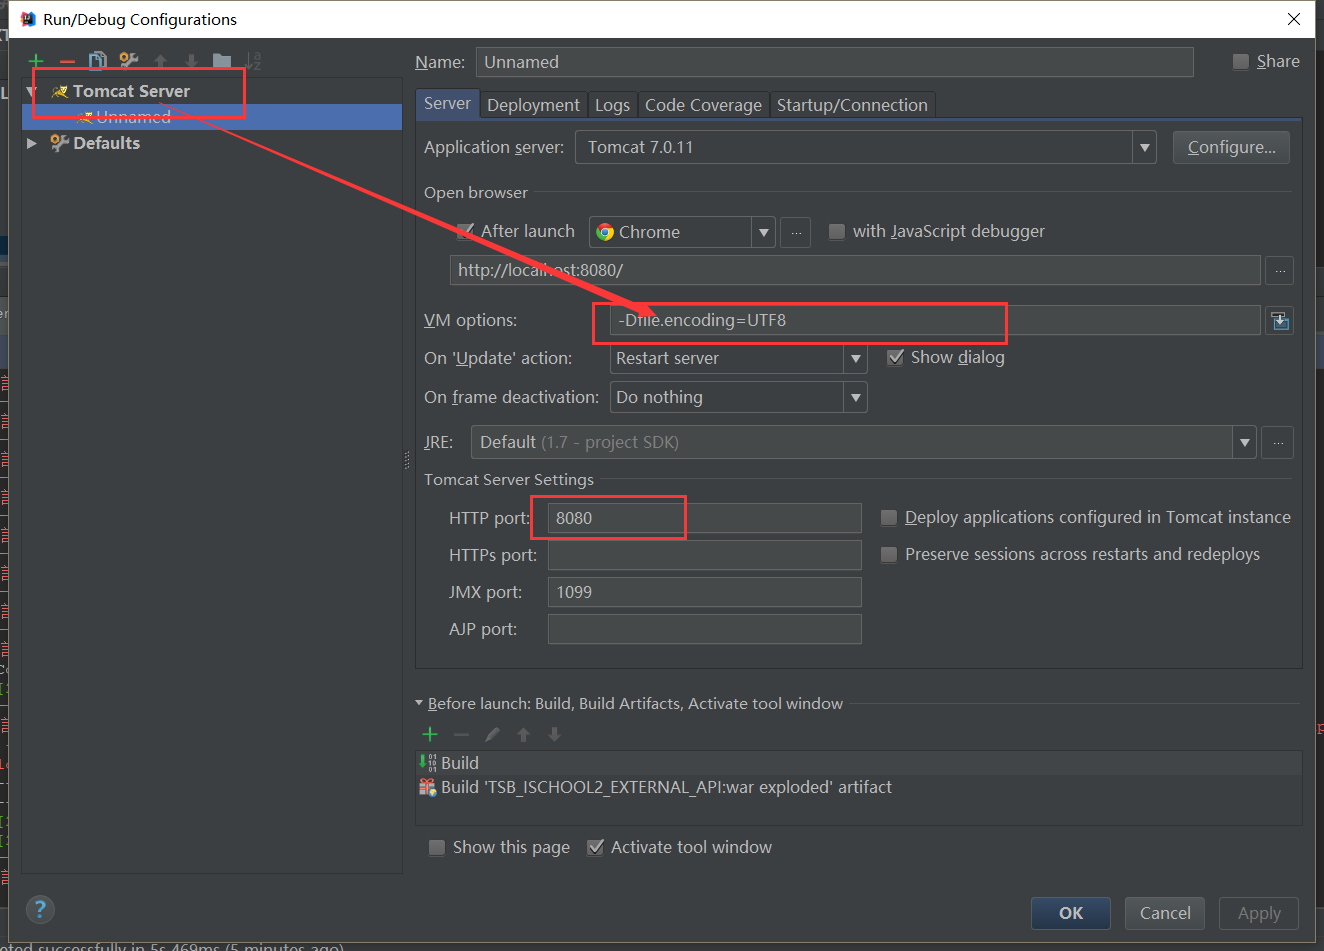 Run/Debug Configurations
Name: Unnamed Share
Tomcat Server
Unnamed
Defaults
Server Deployment Logs Code Coverage Startup/Connection
Application server: Tomcat 7.0.11 Configure...
Open browser
After launch Chrome ... with JavaScript debugger
http://localhost:8080/ ...
VM options: -Dfile.encoding=UTF8
On 'Update' action: Restart server Show dialog
On frame deactivation: Do nothing
JRE: Default (1.7 - project SDK) ...
Tomcat Server Settings
HTTP port: 8080 Deploy applications configured in Tomcat instance
HTTPs port: Preserve sessions across restarts and redeploys
JMX port: 1099
AJP port:
Before launch: Build, Build Artifacts, Activate tool window
Build
Build 'TSB_ISCHOOL2_EXTERNAL_API:war exploded' artifact
Show this page Activate tool window
? OK Cancel Apply
successfully in 5s 469ms (5 minutes ago)